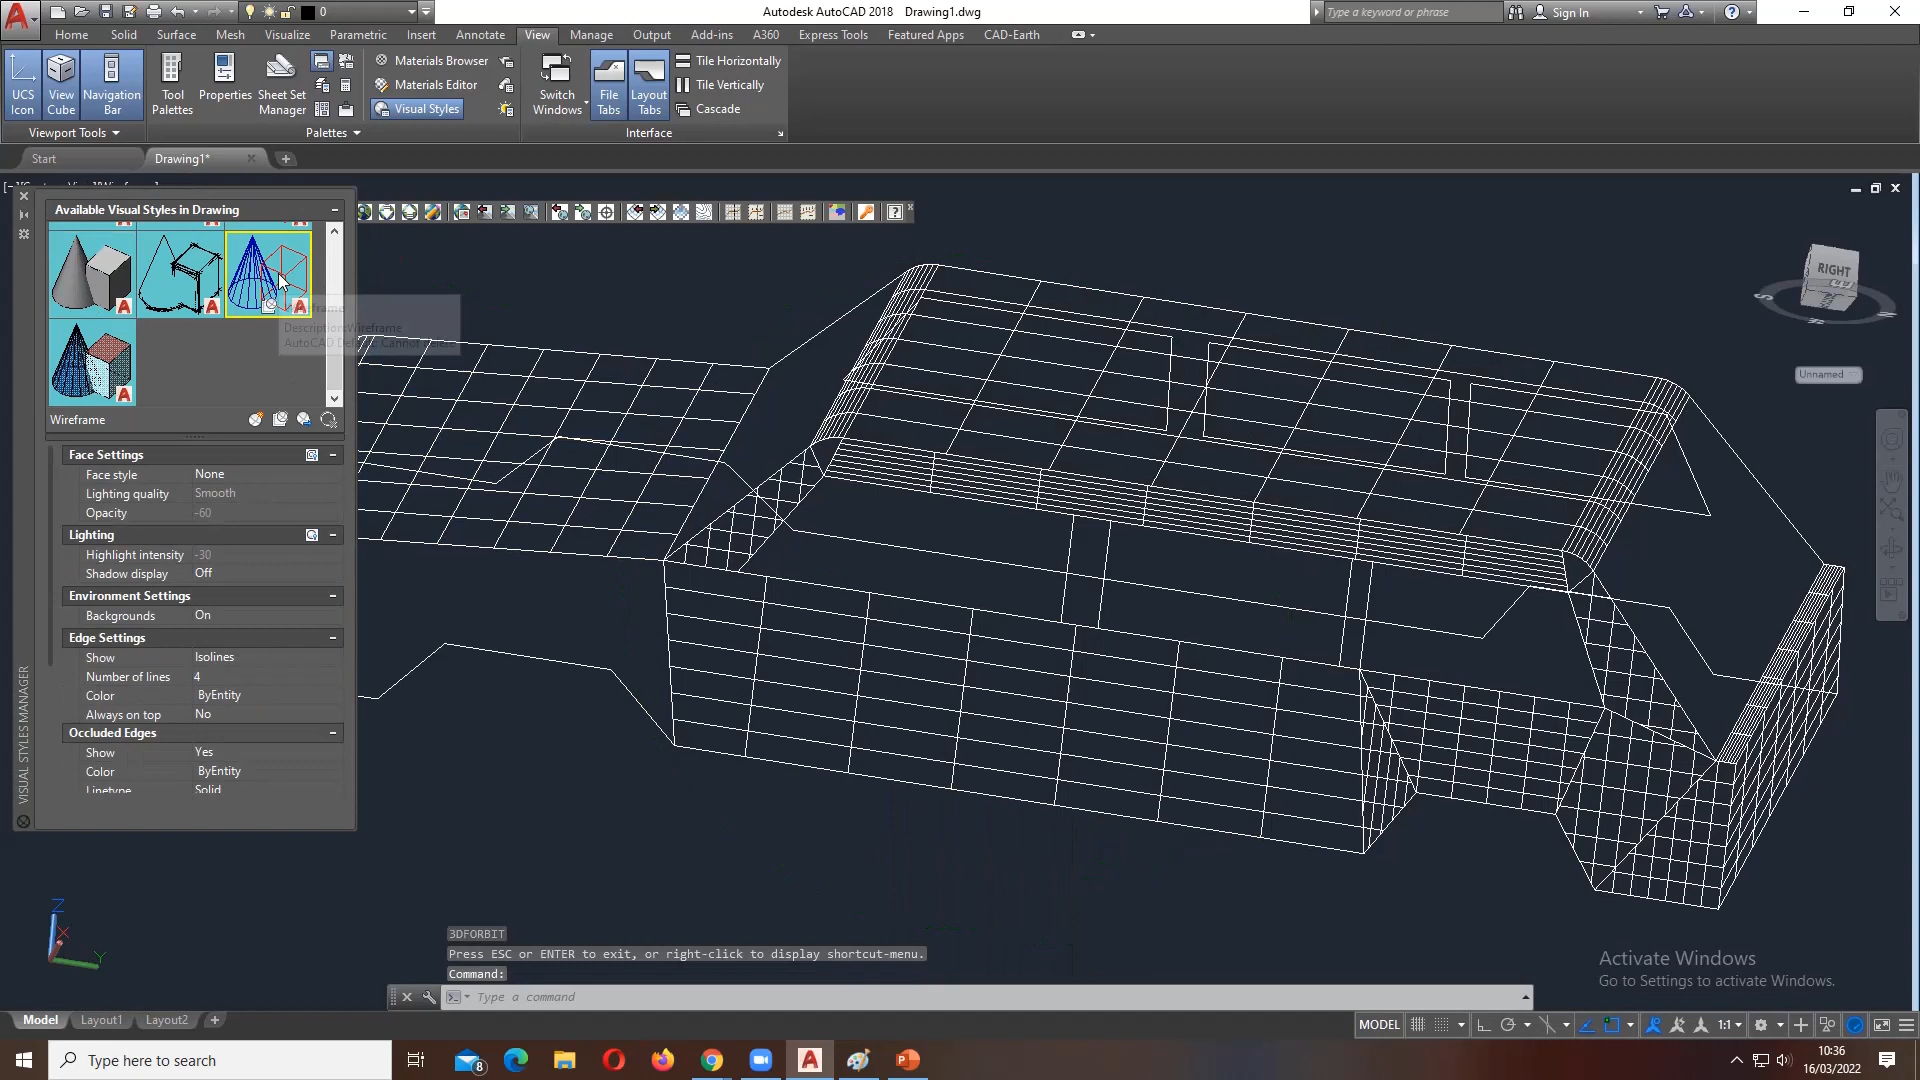 Autodesk AutoCAD 2018 Drawing1.dwg
0
Type a keyword or phrase
Sign In
Home Solid Surface Mesh Visualize Parametric Insert Annotate View Manage Output Add-ins A360 Express Tools Featured Apps CAD-Earth
UCS Icon
View Cube
Navigation Bar
Viewport Tools
Tool Palettes
Properties
Sheet Set Manager
Materials Browser
Materials Editor
Visual Styles
Palettes
Switch Windows
File Tabs
Layout Tabs
Tile Horizontally
Tile Vertically
Cascade
Interface
Start
Drawing1*
Available Visual Styles in Drawing
Description:Wireframe
Wireframe
Face Settings
Face style None
Lighting quality Smooth
Opacity -60
Lighting
Highlight intensity -30
Shadow display Off
Environment Settings
Backgrounds On
Edge Settings
Show Isolines
Number of lines 4
Color ByEntity
Always on top No
Occluded Edges
Show Yes
Color ByEntity
Linetype Solid
VISUAL STYLES MANAGER
RIGHT
Unnamed
Z
X
Y
3DFORBIT
Press ESC or ENTER to exit, or right-click to display shortcut-menu.
Command:
Type a command
Activate Windows
Go to Settings to activate Windows.
Model Layout1 Layout2
MODEL
1:1
Type here to search
8
10:36
16/03/2022